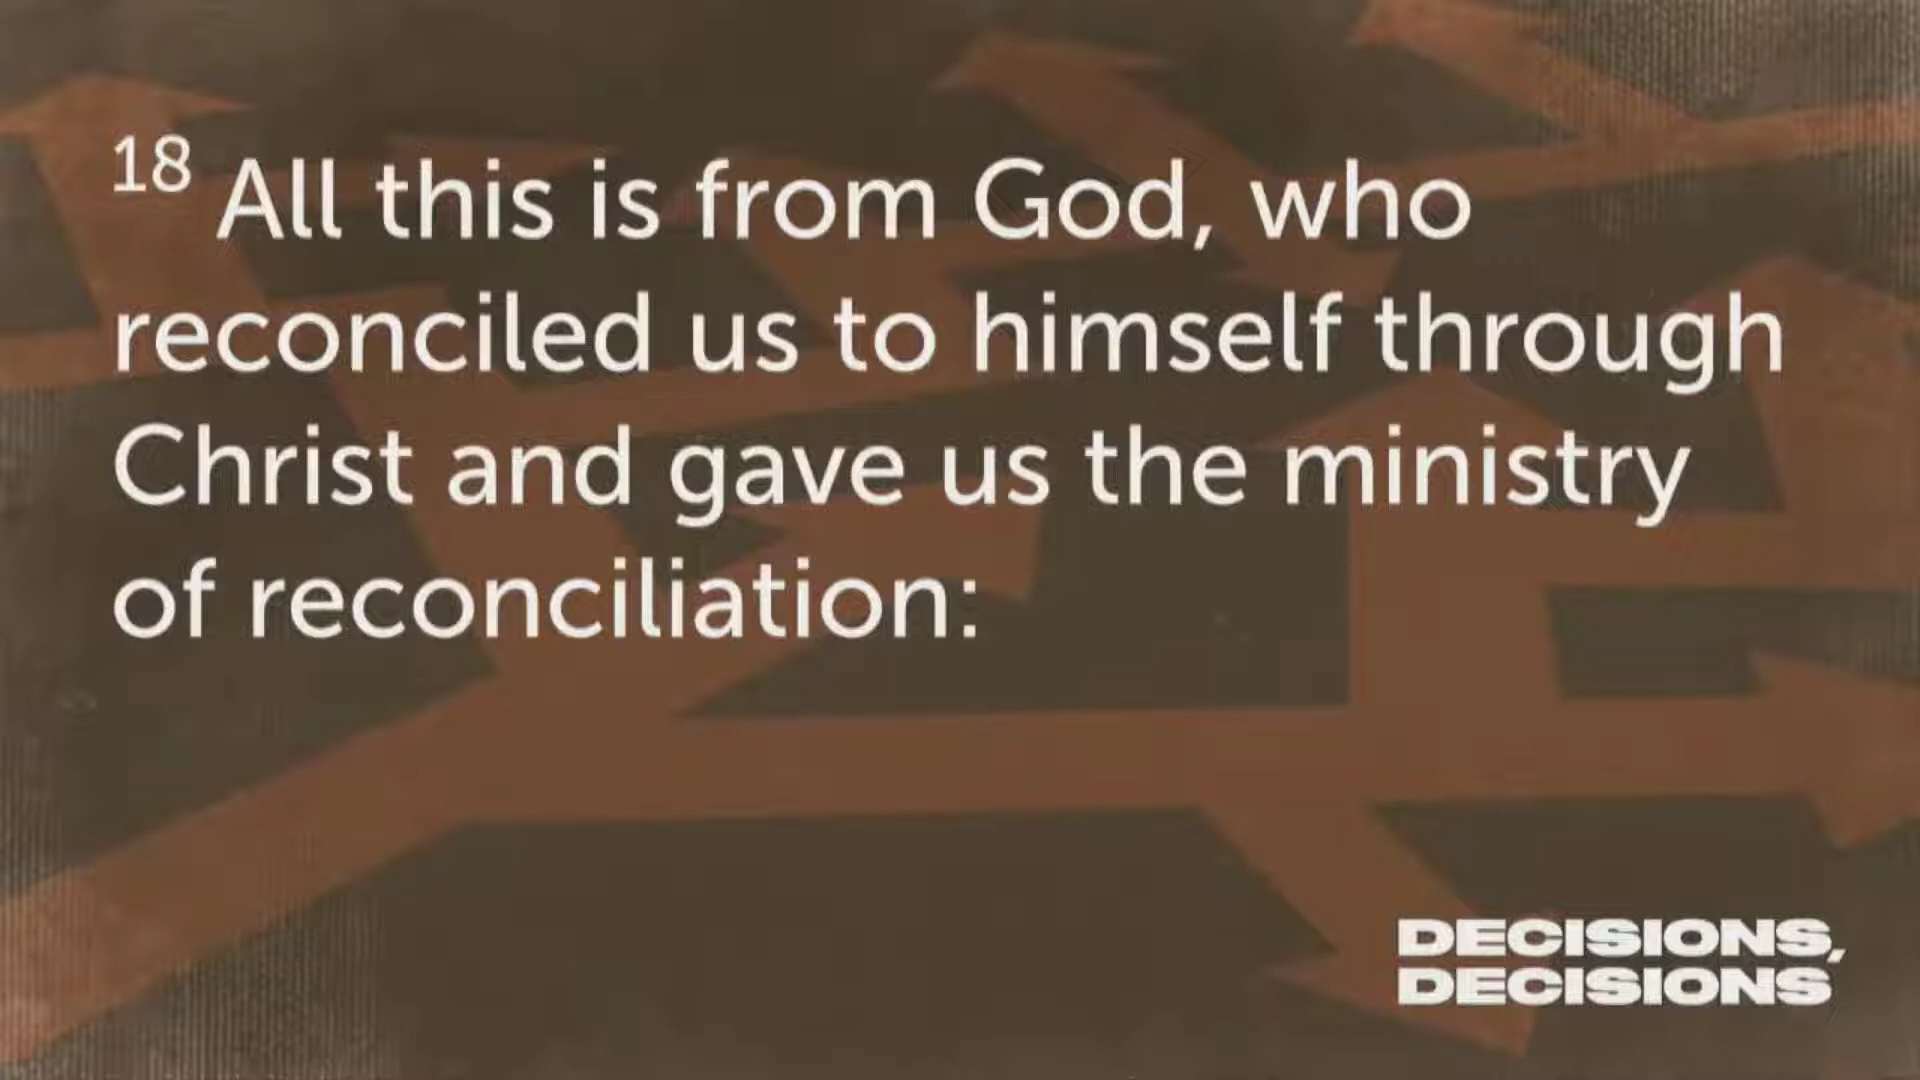 18 All this is from God, who
reconciled us to himself through
Christ and gave us the ministry
of reconciliation:
DECISIONS,
DECISIONS